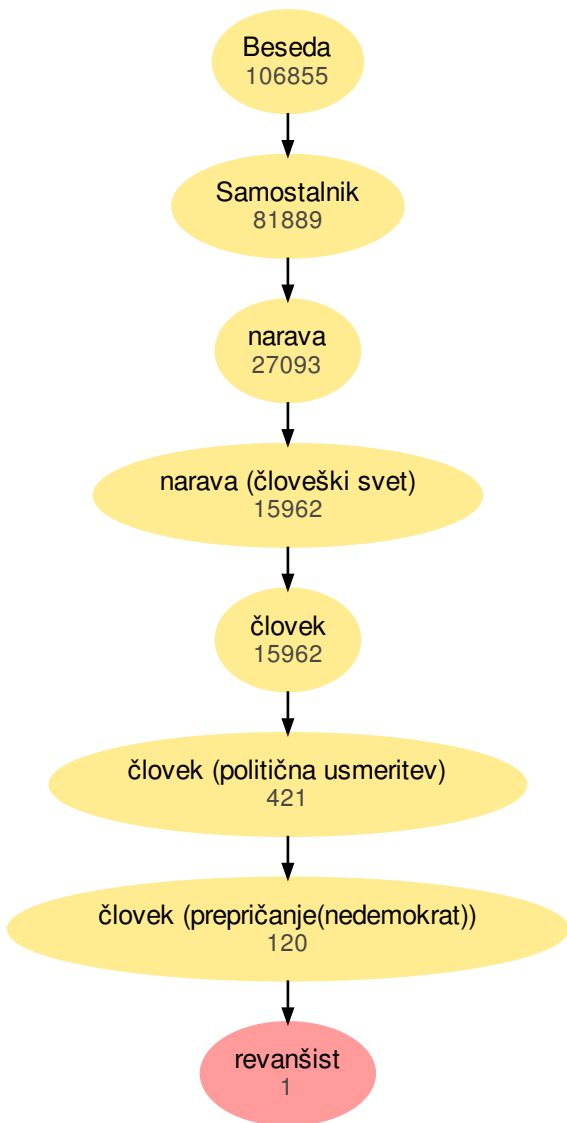 Beseda
106855
Samostalnik
81889
narava
27093
narava (človeški svet)
15962
človek
15962
človek (politična usmeritev)
421
človek (prepričanje(nedemokrat))
120
revanšist
1